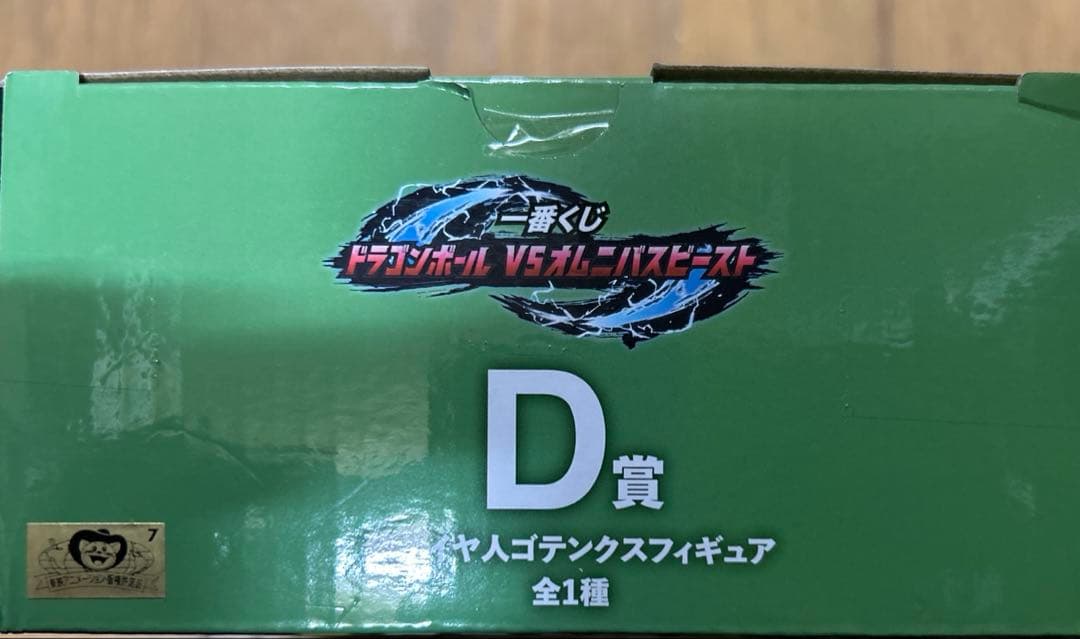 一番くじ
ドラゴンボール VSオムニバスビースト
D賞
イヤ人ゴテンクスフィギュア
全1種
7